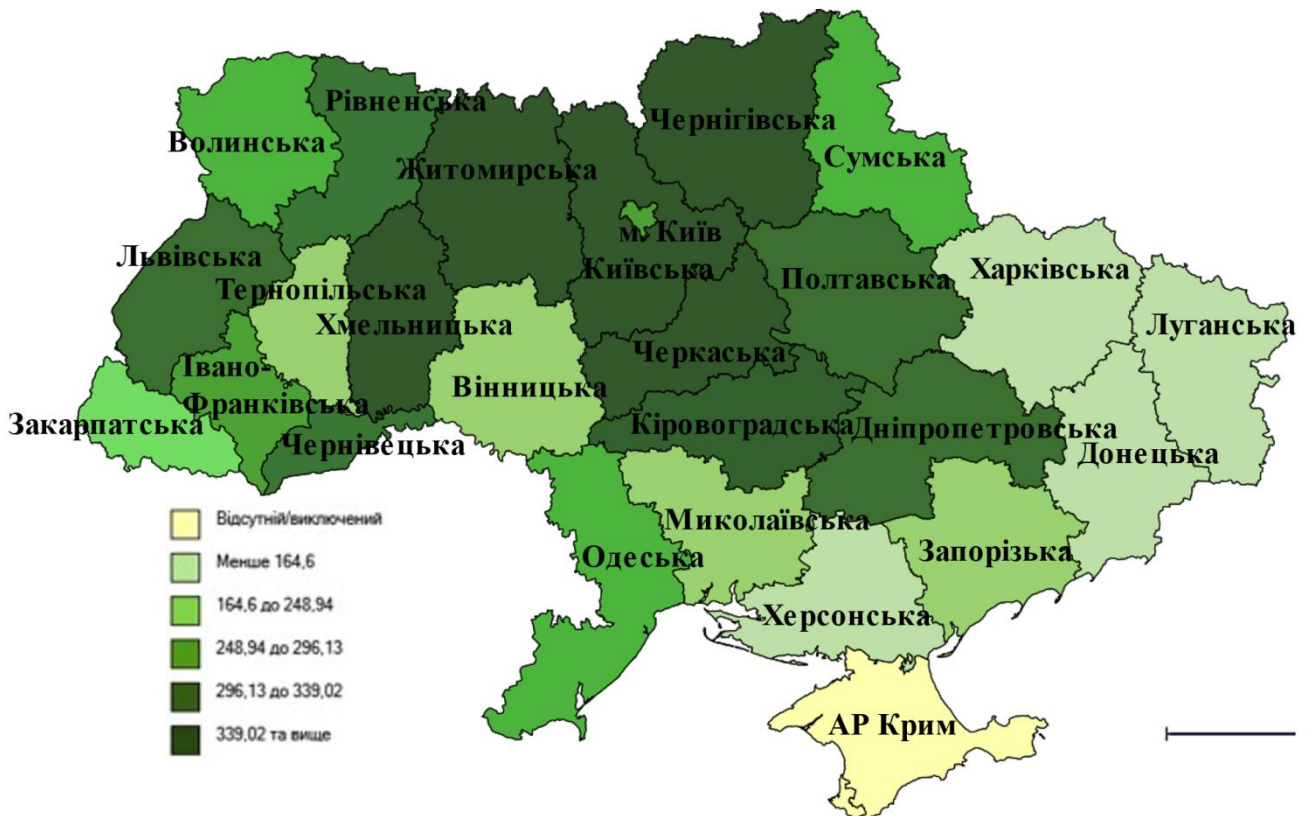 Рівненська
Чернігівська
Волинська
Сумська
Житомирська
м. Київ
Львівська
Київська
Полтавська
Харківська
Тернопільська
Хмельницька
Луганська
Черкаська
Івано-
Франківська
Вінницька
Закарпатська
Чернівецька
Кіровоградська
Дніпропетровська
Донецька
Миколаївська
Одеська
Запорізька
Херсонська
АР Крим
Відсутній/виключений
Менше 164,6
164,6 до 248,94
248,94 до 296,13
296,13 до 339,02
339,02 та вище